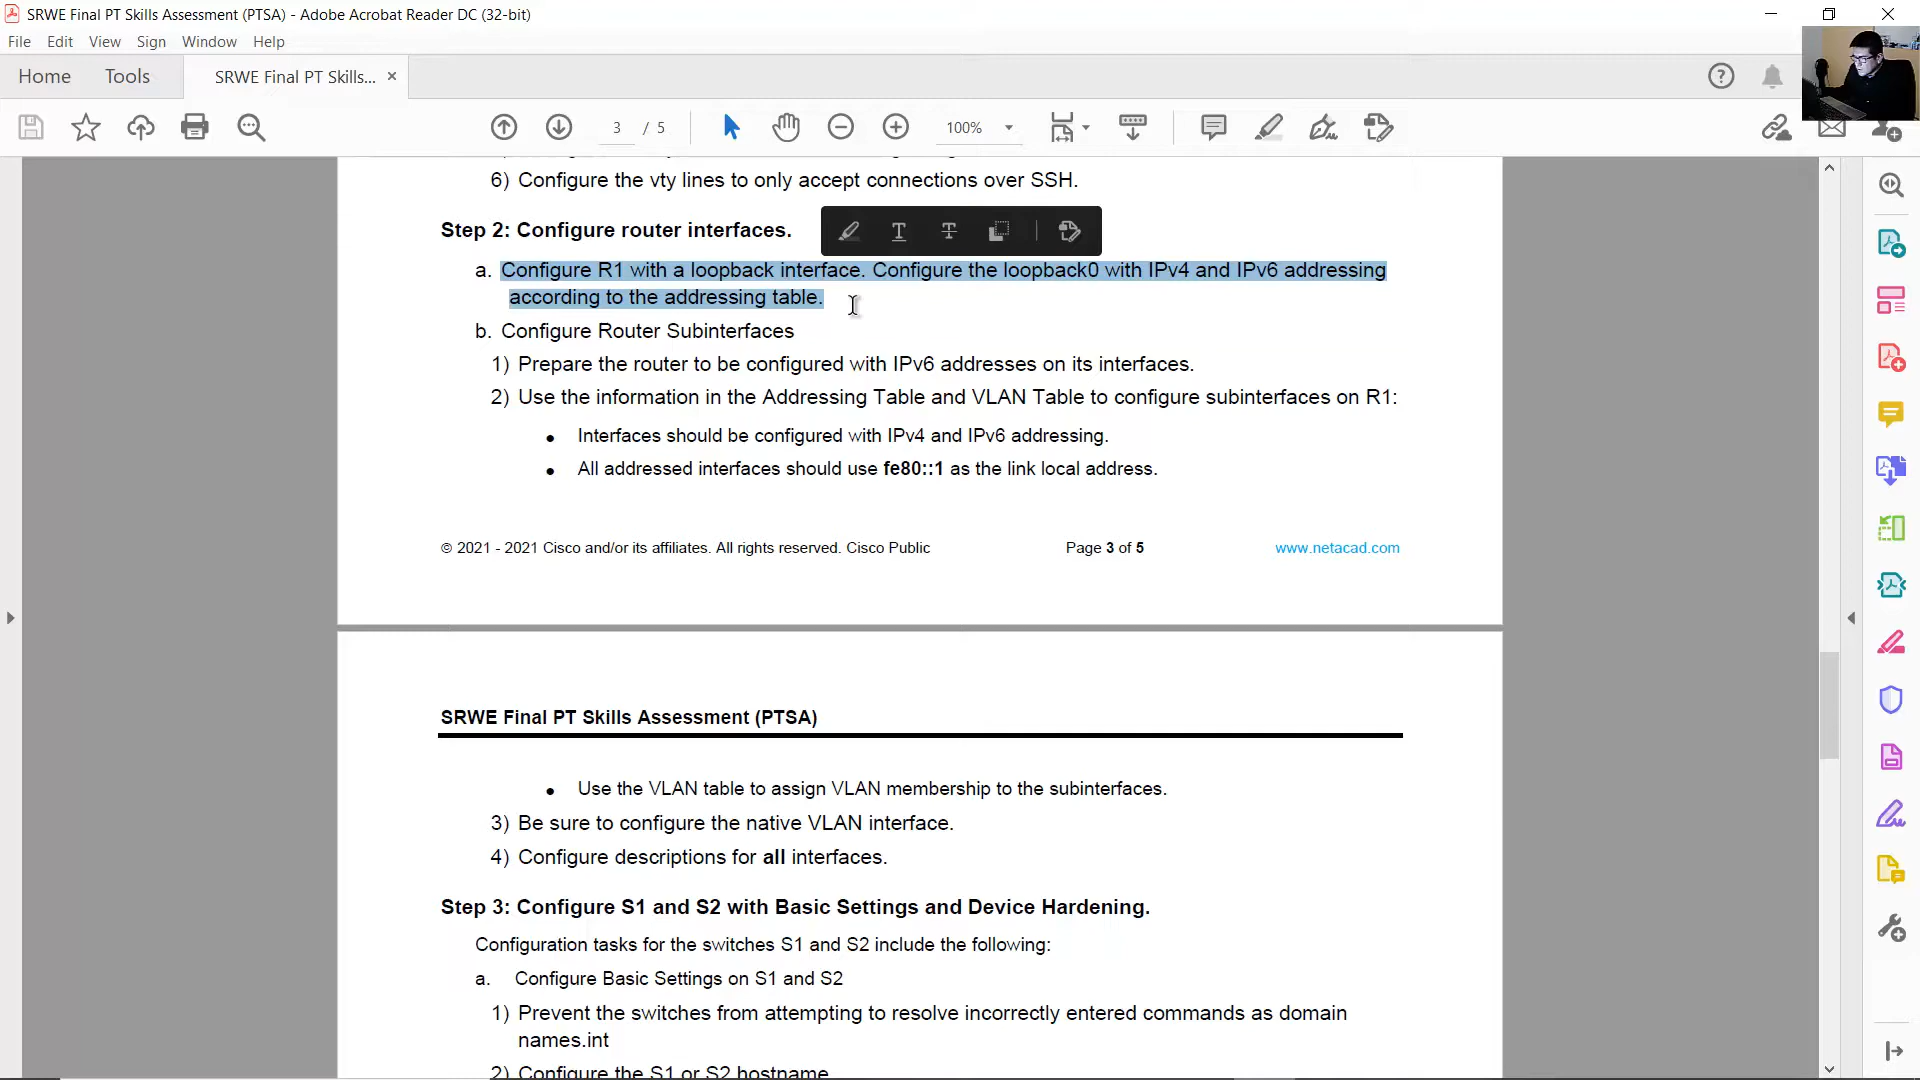 SRWE Final PT Skills Assessment (PTSA) - Adobe Acrobat Reader DC (32-bit)
File Edit View Sign Window Help
Home Tools SRWE Final PT Skills... ×
3 / 5 100%
6) Configure the vty lines to only accept connections over SSH.
Step 2: Configure router interfaces.
a. Configure R1 with a loopback interface. Configure the loopback0 with IPv4 and IPv6 addressing
according to the addressing table.
b. Configure Router Subinterfaces
1) Prepare the router to be configured with IPv6 addresses on its interfaces.
2) Use the information in the Addressing Table and VLAN Table to configure subinterfaces on R1:
• Interfaces should be configured with IPv4 and IPv6 addressing.
• All addressed interfaces should use fe80::1 as the link local address.
© 2021 - 2021 Cisco and/or its affiliates. All rights reserved. Cisco Public Page 3 of 5 www.netacad.com
SRWE Final PT Skills Assessment (PTSA)
• Use the VLAN table to assign VLAN membership to the subinterfaces.
3) Be sure to configure the native VLAN interface.
4) Configure descriptions for all interfaces.
Step 3: Configure S1 and S2 with Basic Settings and Device Hardening.
Configuration tasks for the switches S1 and S2 include the following:
a. Configure Basic Settings on S1 and S2
1) Prevent the switches from attempting to resolve incorrectly entered commands as domain
names.int
2) Configure the S1 or S2 hostname